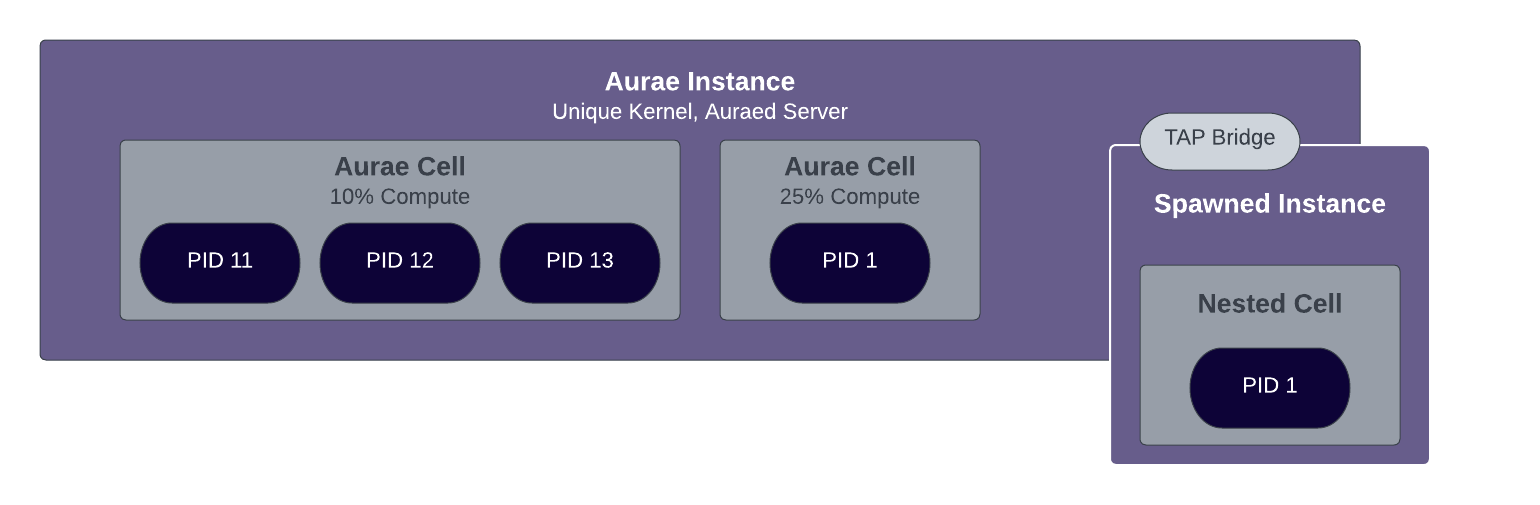 Aurae Instance
Unique Kernel, Auraed Server
TAP Bridge
Aurae Cell
10% Compute
PID 11
PID 12
PID 13
Aurae Cell
25% Compute
PID 1
Spawned Instance
Nested Cell
PID 1